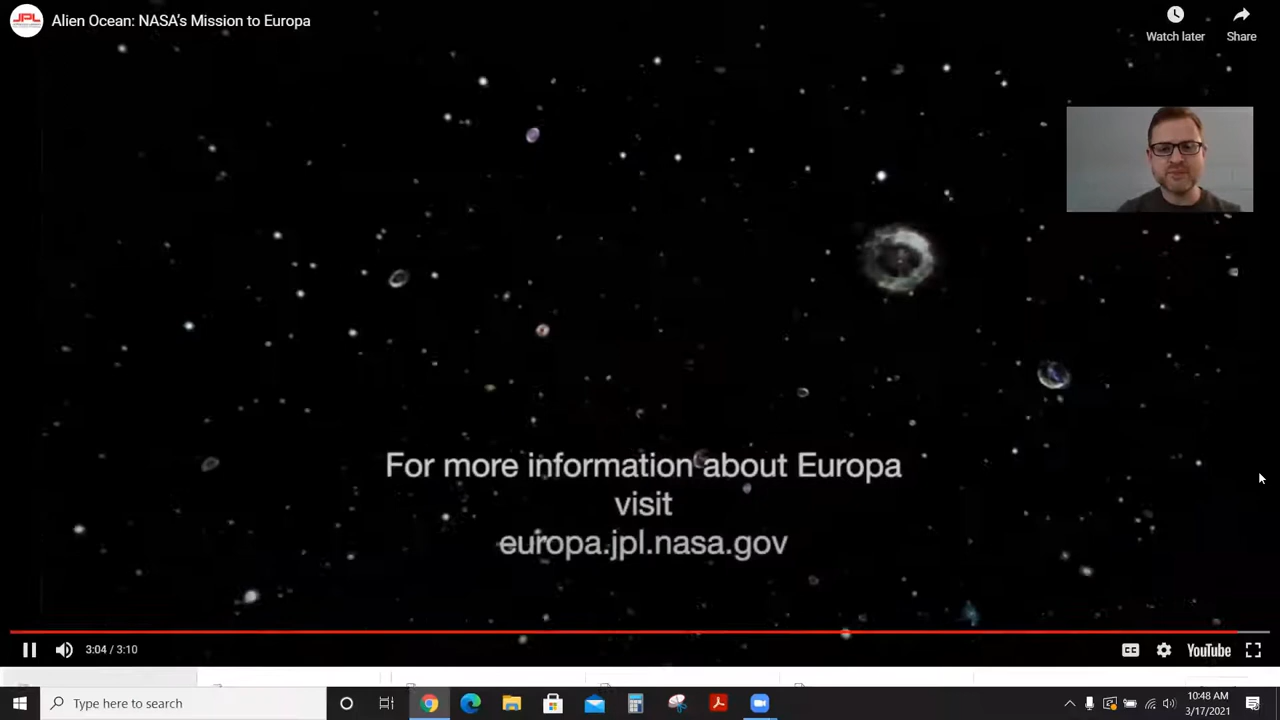 JPL
Alien Ocean: NASA's Mission to Europa
Watch later
Share
For more information about Europa
visit
europa.jpl.nasa.gov
3:04 / 3:10
CC
YouTube
Type here to search
10:48 AM
3/17/2021